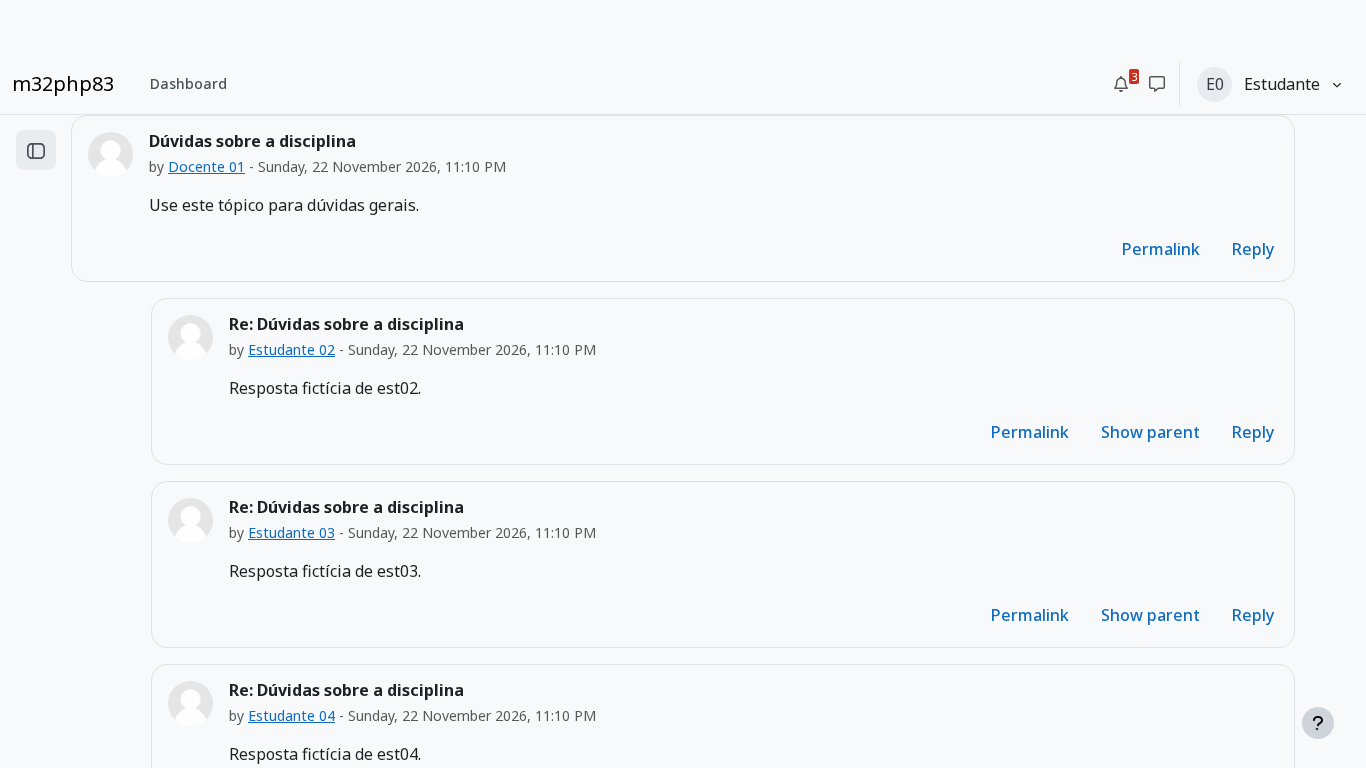 m32php83
Dashboard
3
E0
Estudante
Dúvidas sobre a disciplina
by Docente 01 - Sunday, 22 November 2026, 11:10 PM
Use este tópico para dúvidas gerais.
Permalink Reply
Re: Dúvidas sobre a disciplina
by Estudante 02 - Sunday, 22 November 2026, 11:10 PM
Resposta fictícia de est02.
Permalink Show parent Reply
Re: Dúvidas sobre a disciplina
by Estudante 03 - Sunday, 22 November 2026, 11:10 PM
Resposta fictícia de est03.
Permalink Show parent Reply
Re: Dúvidas sobre a disciplina
by Estudante 04 - Sunday, 22 November 2026, 11:10 PM
Resposta fictícia de est04.
?